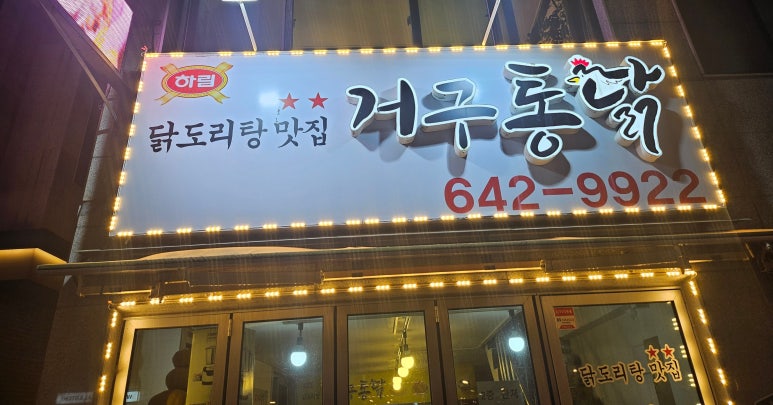 하림
닭도리탕 맛집
거구통닭
642-9922
닭도리탕 맛집